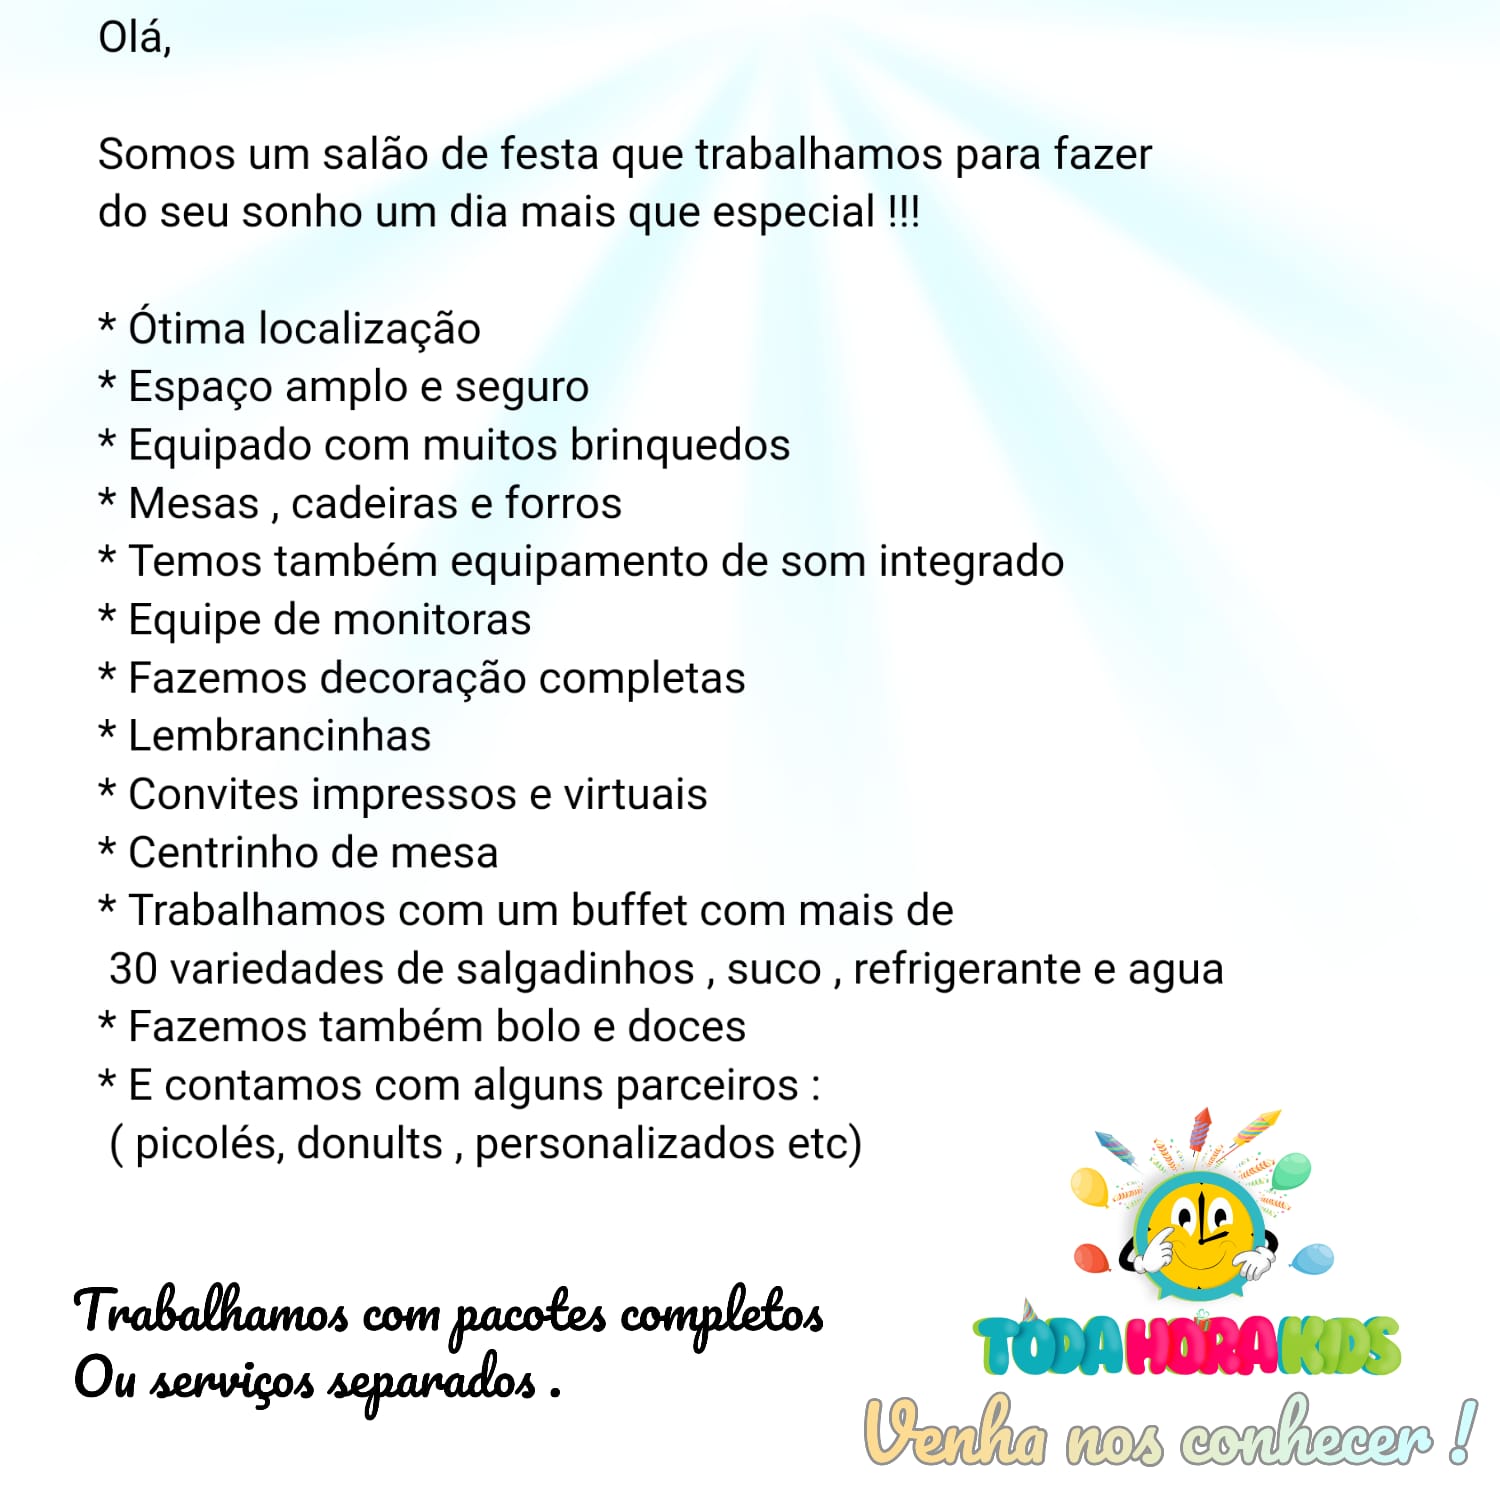 Olá,
Somos um salão de festa que trabalhamos para fazer
do seu sonho um dia mais que especial !!!
* Ótima localização
* Espaço amplo e seguro
* Equipado com muitos brinquedos
* Mesas , cadeiras e forros
* Temos também equipamento de som integrado
* Equipe de monitoras
* Fazemos decoração completas
* Lembrancinhas
* Convites impressos e virtuais
* Centrinho de mesa
* Trabalhamos com um buffet com mais de
30 variedades de salgadinhos , suco , refrigerante e agua
* Fazemos também bolo e doces
* E contamos com alguns parceiros :
( picolés, donults , personalizados etc)
Trabalhamos com pacotes completos
Ou serviços separados .
TODA HORA KIDS
Venha nos conhecer !